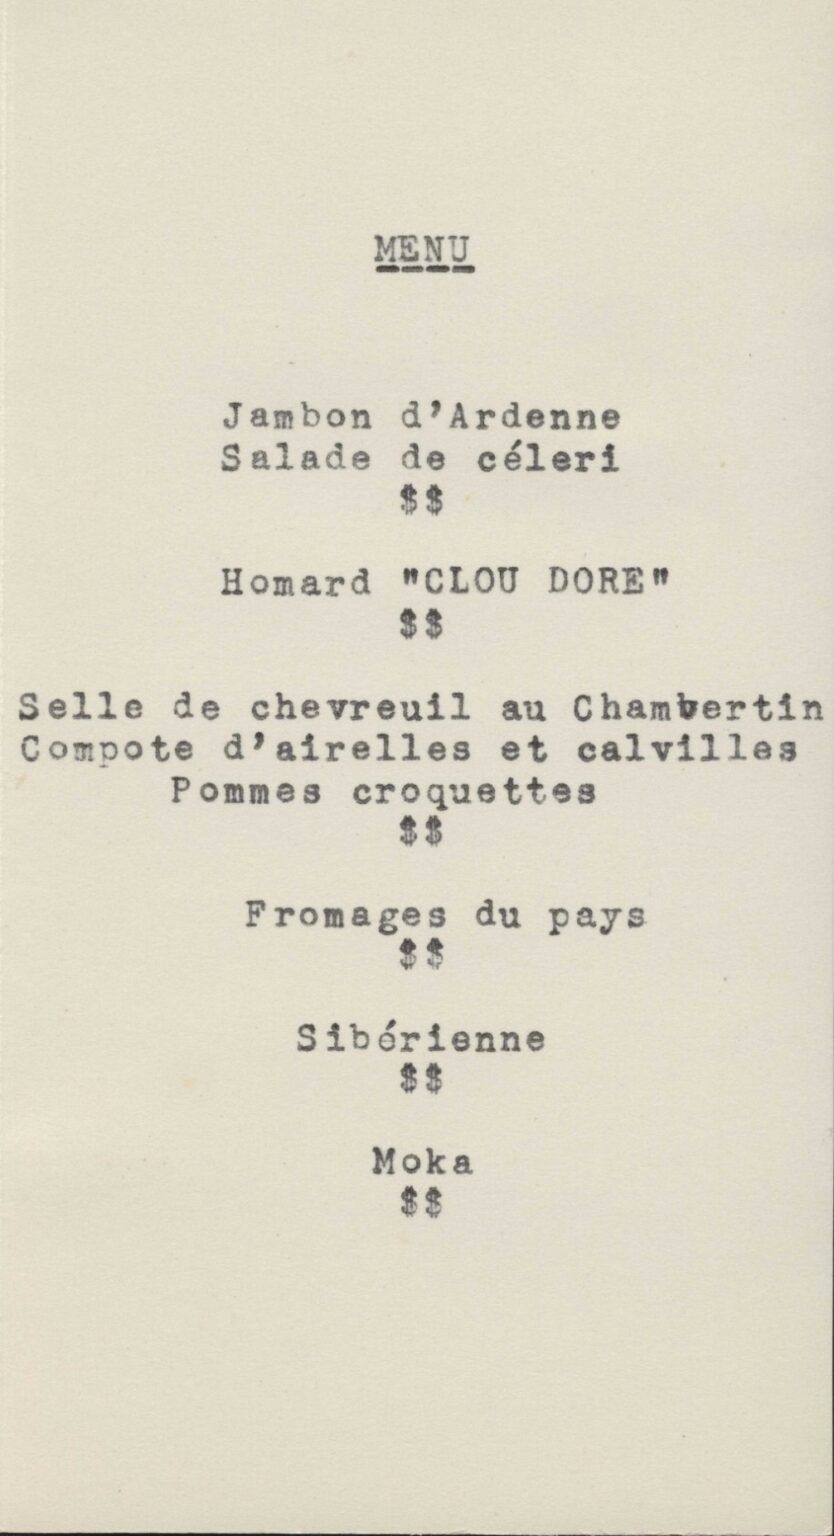 MENU
Jambon d'Ardenne
Salade de céleri
$$
Homard "CLOU DORE"
$$
Selle de chevreuil au Chambertin
Compote d'airelles et calvilles
Pommes croquettes
$$
Fromages du pays
$$
Sibérienne
$$
Moka
$$